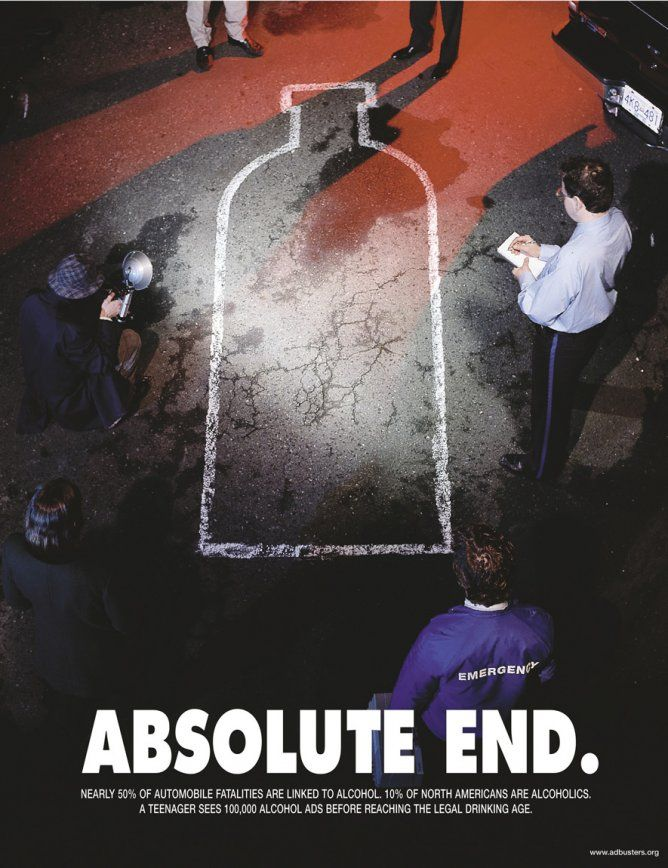 4K8-481
EMERGENCY
ABSOLUTE END.
NEARLY 50% OF AUTOMOBILE FATALITIES ARE LINKED TO ALCOHOL. 10% OF NORTH AMERICANS ARE ALCOHOLICS.
A TEENAGER SEES 100,000 ALCOHOL ADS BEFORE REACHING THE LEGAL DRINKING AGE.
www.adbusters.org